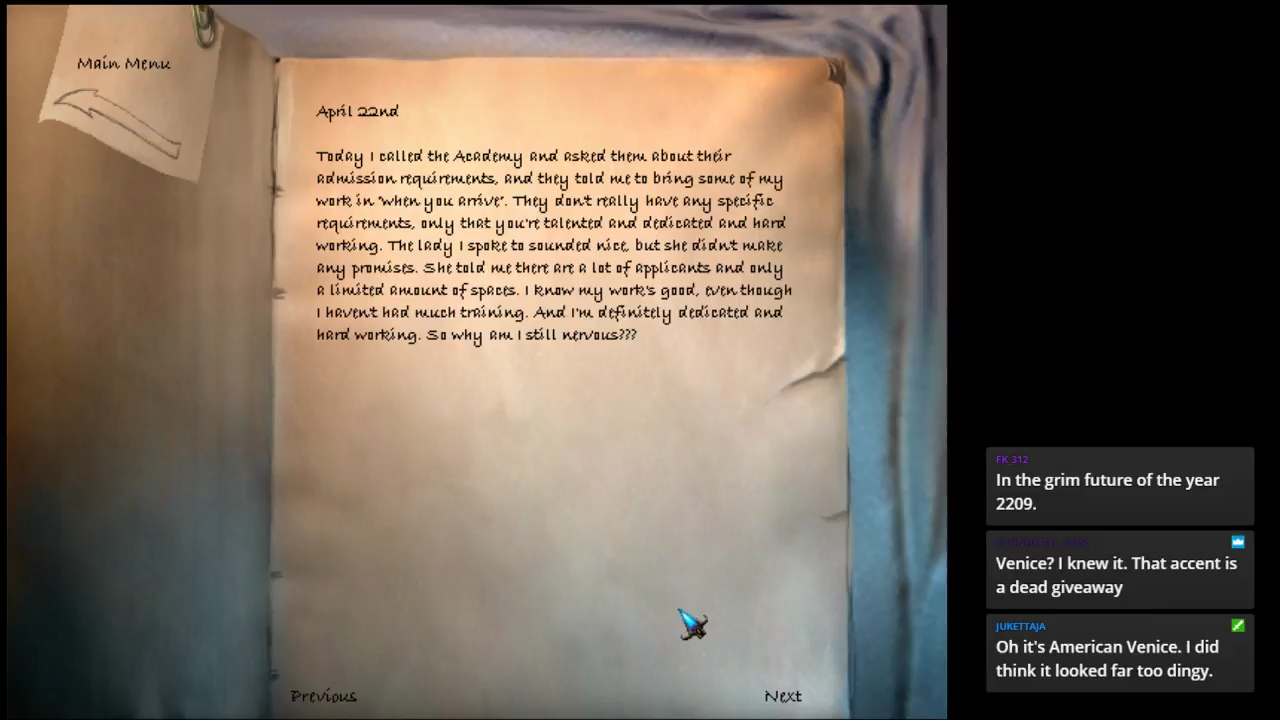 Main Menu
April 22nd
Today I called the Academy and asked them about their
admission requirements, and they told me to bring some of my
work in 'when you arrive'. They don't really have any specific
requirements, only that you're talented and dedicated and hard
working. The lady I spoke to sounded nice, but she didn't make
any promises. She told me there are a lot of applicants and only
a limited amount of spaces. I know my work's good, even though
I haven't had much training. And I'm definitely dedicated and
hard working. So why am I still nervous???
Previous
Next
FK_312
In the grim future of the year
2209.
Venice? I knew it. That accent is
a dead giveaway
JUKETTAJA
Oh it's American Venice. I did
think it looked far too dingy.